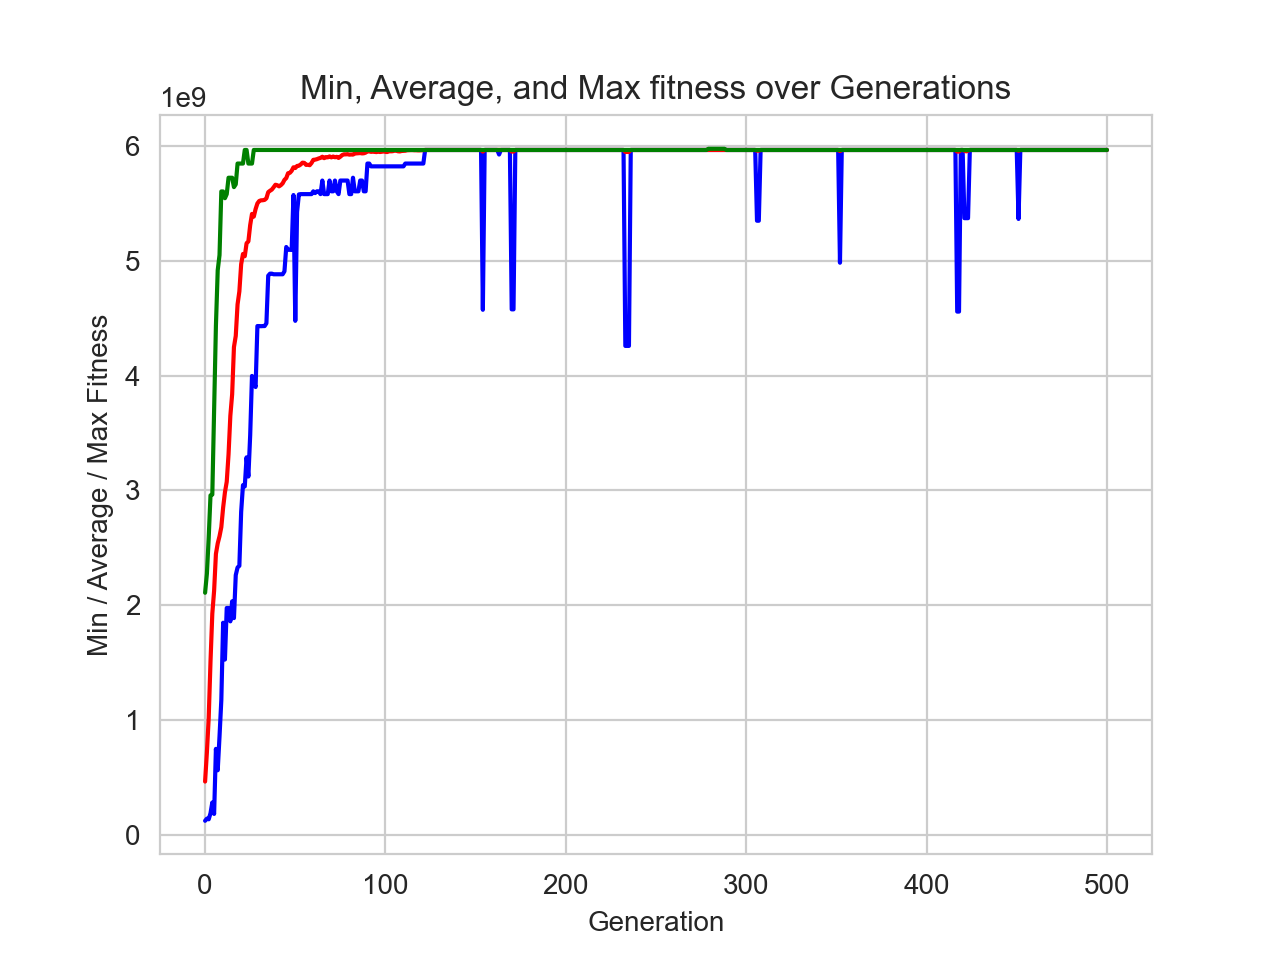 Min, Average, and Max fitness over Generations
1e9
6
5
4
3
2
1
0
Min / Average / Max Fitness
0 100 200 300 400 500
Generation